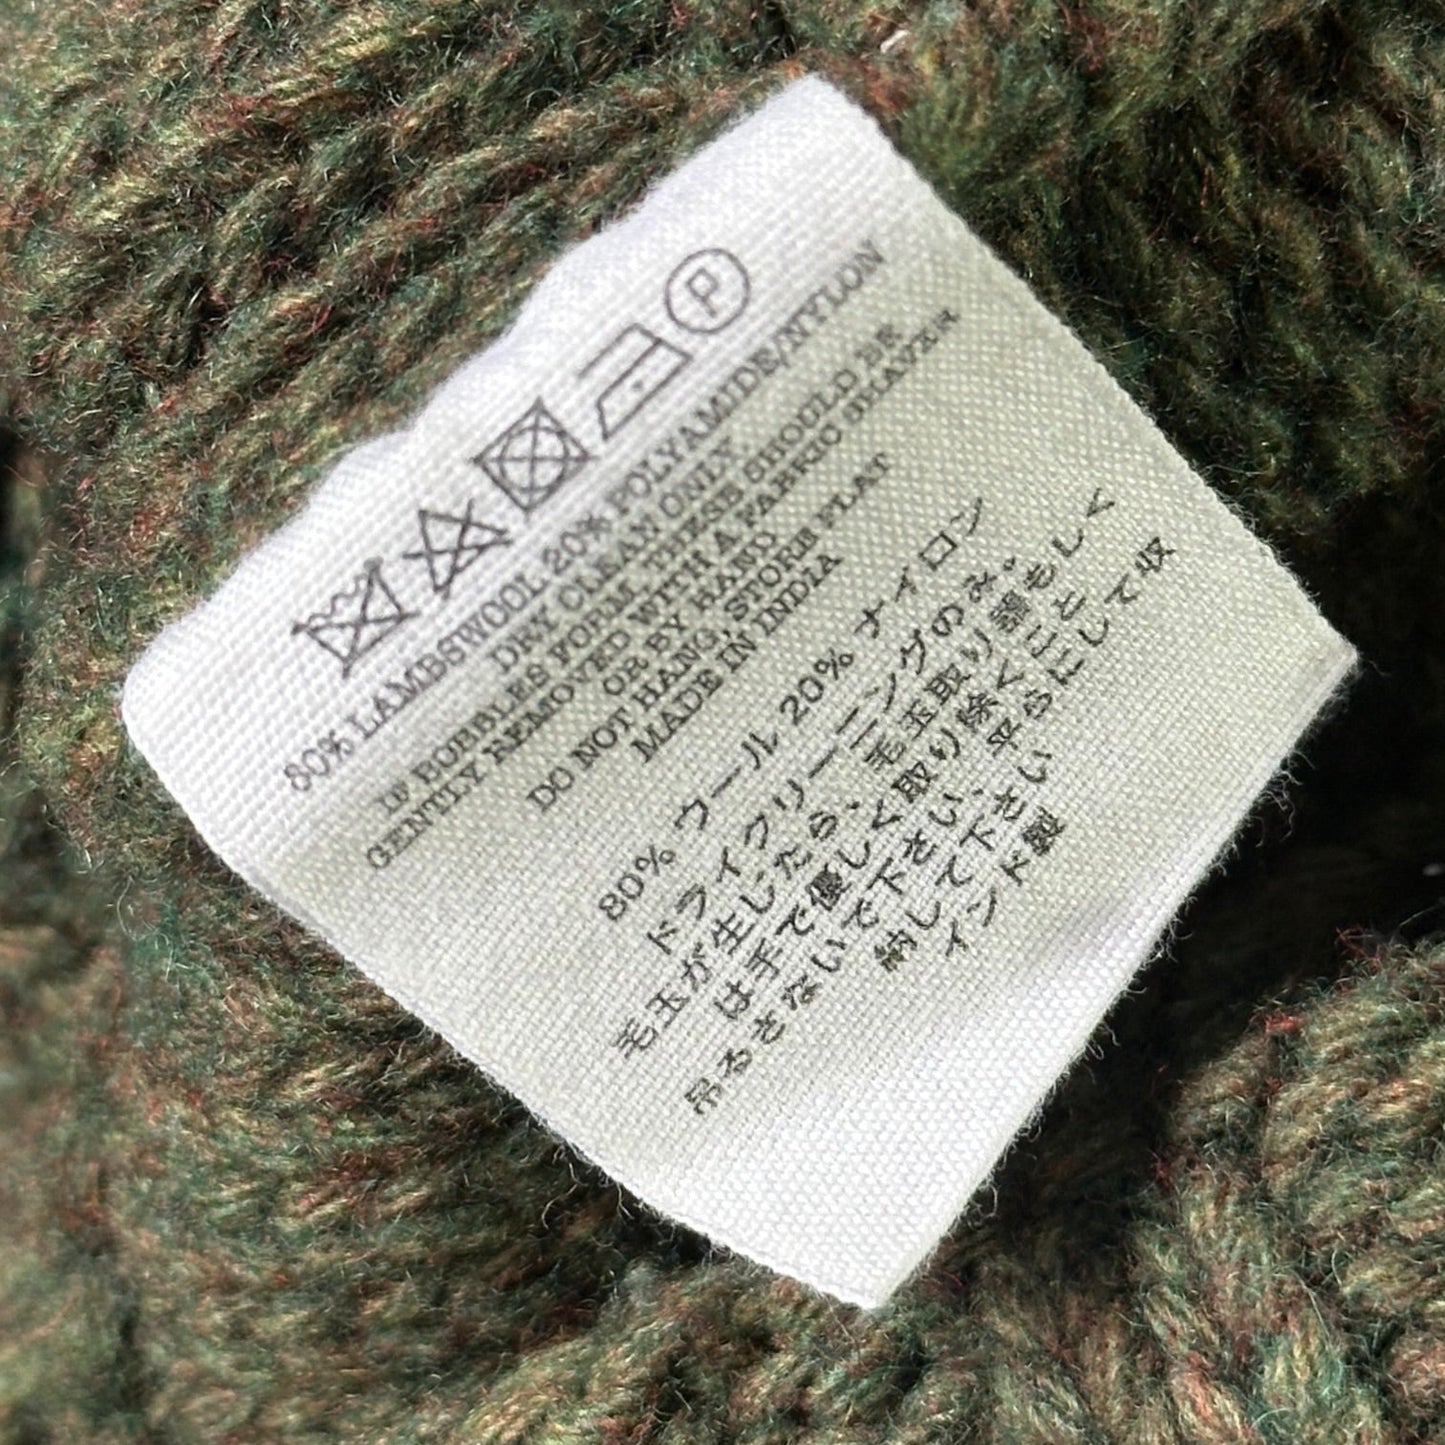 P
80% LAMBSWOOL 20% POLYAMIDE/NYLON
DRY CLEAN ONLY
IF BOBBLES FORM, THESE SHOULD BE
GENTLY REMOVED WITH A FABRIC SHAVER
OR BY HAND
DO NOT HANG, STORE FLAT
MADE IN INDIA
80% ウール 20% ナイロン
ドライクリーニングのみ。
毛玉が生じたら、毛玉取り器もしく
は手で優しく取り除くこと
吊るさないで下さい、平らにして収
納して下さい
インド製